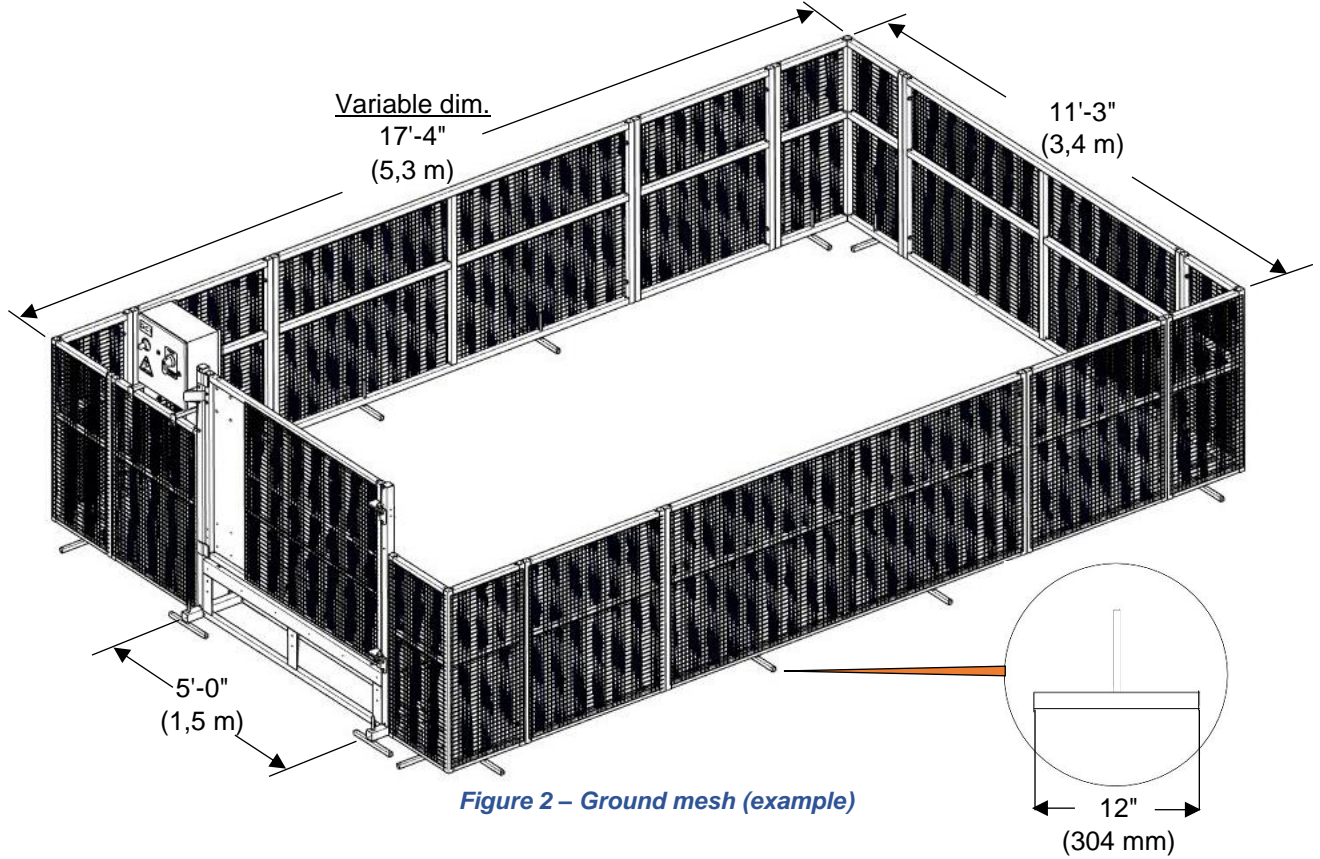 Variable dim.
17'-4"
(5,3 m)
11'-3"
(3,4 m)
5'-0"
(1,5 m)
Figure 2 – Ground mesh (example)
12"
(304 mm)